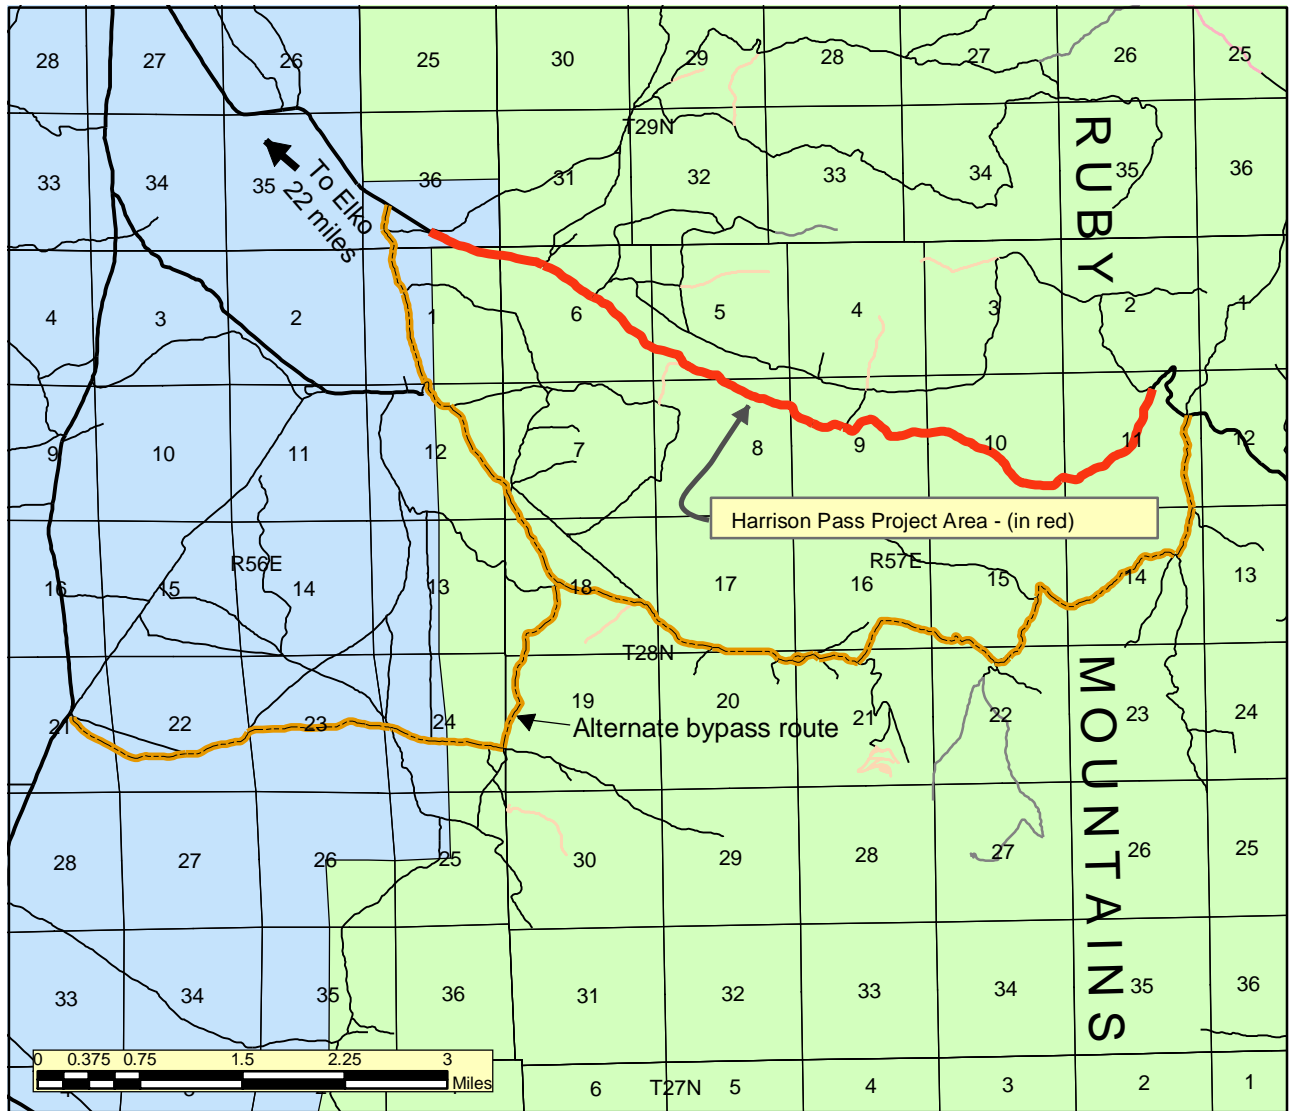 28 27 26 25 30 29 28 27 26 25
T29N
33 34 35 36 31 32 33 34 35 36
To Elko
22 miles
RUBY
4 3 2 1 6 5 4 3 2 1
9 10 11 12 7 8 9 10 11 12
Harrison Pass Project Area - (in red)
R56E R57E
16 15 14 13 18 17 16 15 14 13
T28N
MOUNTAINS
21 22 23 24 19 20 21 22 23 24
Alternate bypass route
28 27 26 25 30 29 28 27 26 25
33 34 35 36 31 32 33 34 35 36
0 0.375 0.75 1.5 2.25 3
Miles
6 T27N 5 4 3 2 1